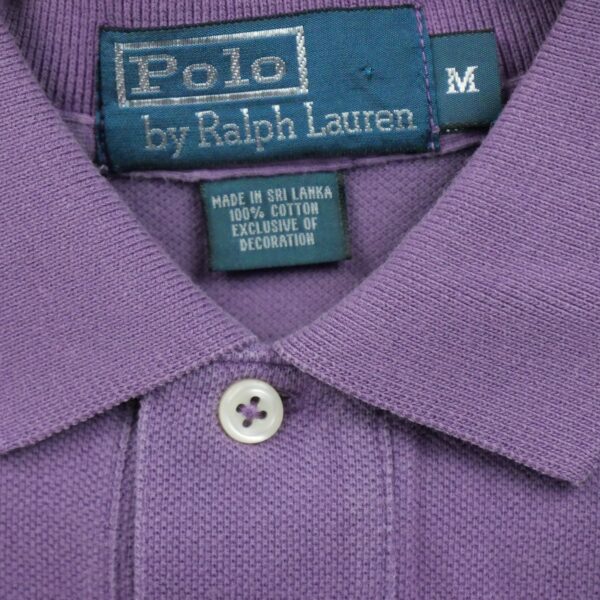 Polo
by Ralph Lauren
M
MADE IN SRI LANKA
100% COTTON
EXCLUSIVE OF
DECORATION